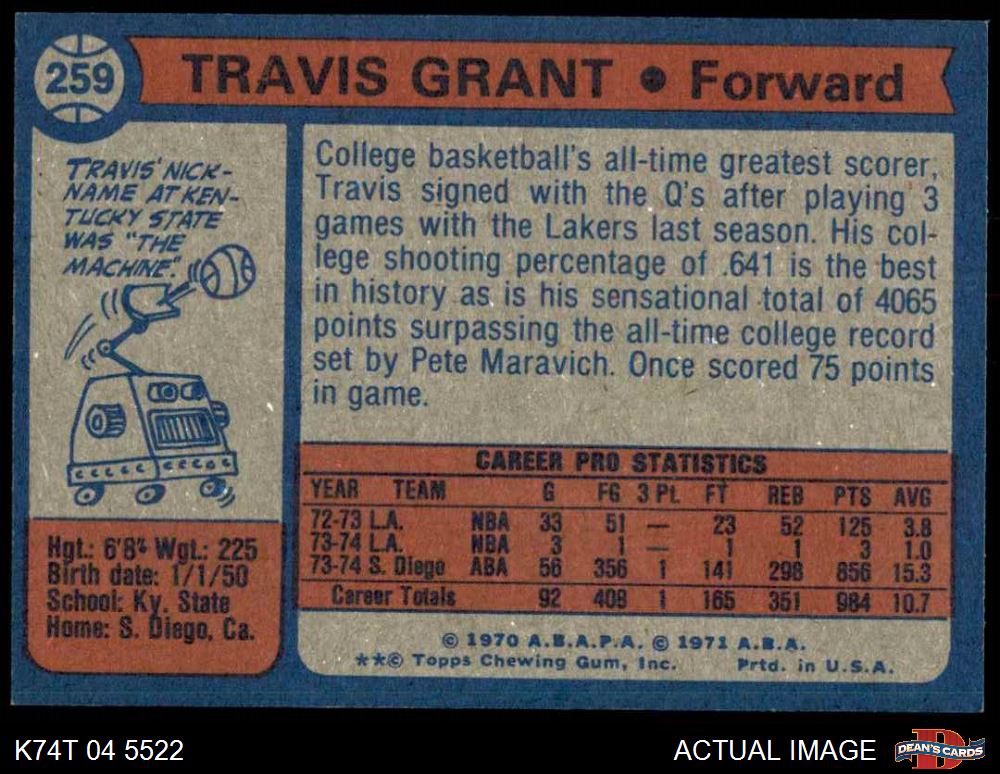 259
TRAVIS GRANT • Forward
TRAVIS' NICK-
NAME AT KEN-
TUCKY STATE
WAS "THE
MACHINE."
College basketball's all-time greatest scorer,
Travis signed with the Q's after playing 3
games with the Lakers last season. His col-
lege shooting percentage of .641 is the best
in history as is his sensational total of 4065
points surpassing the all-time college record
set by Pete Maravich. Once scored 75 points
in game.
Hgt.: 6'8" Wgt.: 225
Birth date: 1/1/50
School: Ky. State
Home: S. Diego, Ca.
CAREER PRO STATISTICS
YEAR TEAM G FG 3 PL FT REB PTS AVG
72-73 L.A. NBA 33 51 — 23 52 125 3.8
73-74 L.A. NBA 3 1 — 1 1 3 1.0
73-74 S. Diego ABA 56 356 1 141 298 856 15.3
Career Totals 92 408 1 165 351 984 10.7
© 1970 A.B.A.P.A. © 1971 A.B.A.
**© Topps Chewing Gum, Inc. Prtd. in U.S.A.
K74T 04 5522
ACTUAL IMAGE
DEAN'S CARDS